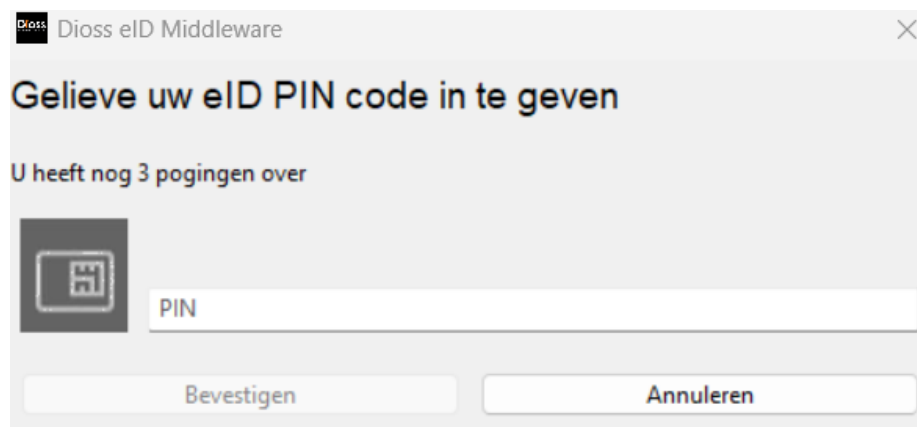 Dioss Dioss eID Middleware
Gelieve uw eID PIN code in te geven
U heeft nog 3 pogingen over
PIN
Bevestigen Annuleren